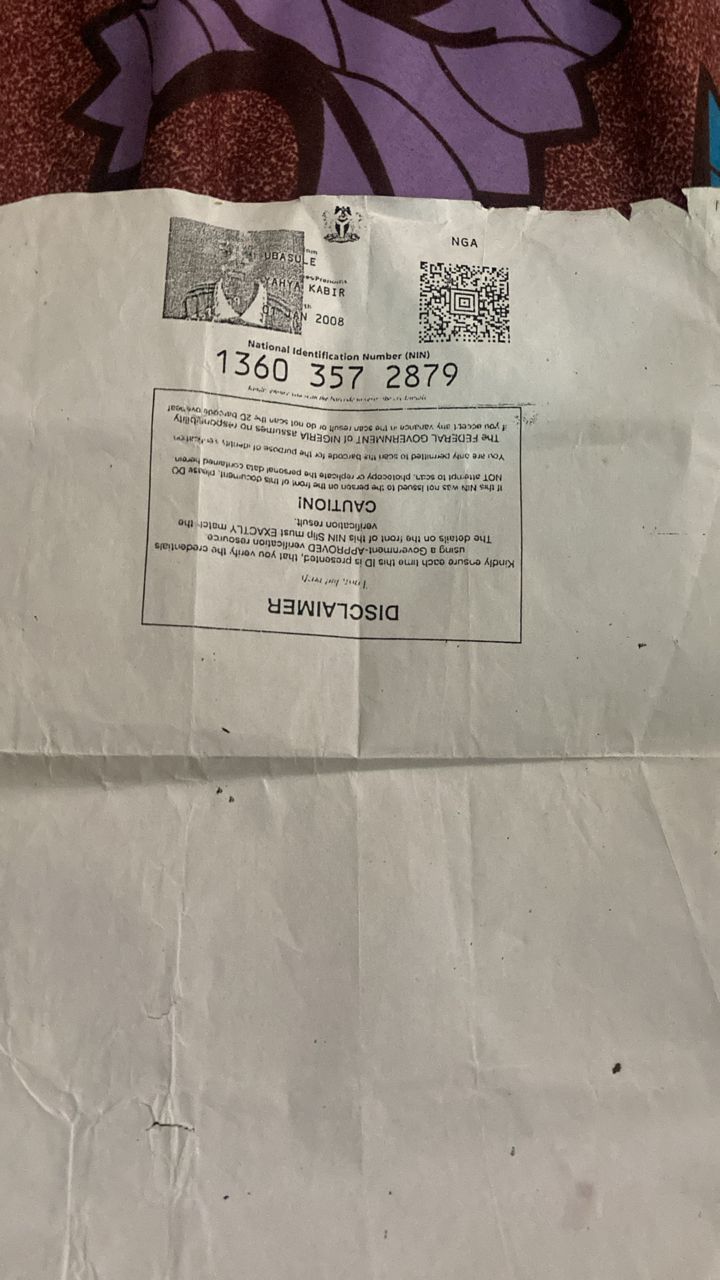 NGA
UBASULE
YAHYA KABIR
01 JAN 2008
National Identification Number (NIN)
1360 357 2879
DISCLAIMER
Trust, but verify
Kindly ensure each time this ID is presented, that you verify the credentials
using a Government-APPROVED verification resource.
The details on the front of this NIN Slip must EXACTLY match the
verification result.
CAUTION!
If this NIN was not issued to the person on the front of this document, please DO
NOT attempt to scan, photocopy or replicate the personal data contained herein
You are only permitted to scan the barcode for the purpose of identity verification
The FEDERAL GOVERNMENT of NIGERIA assumes no responsibility
if you accept any variance in the scan result or do not scan the 2D barcode